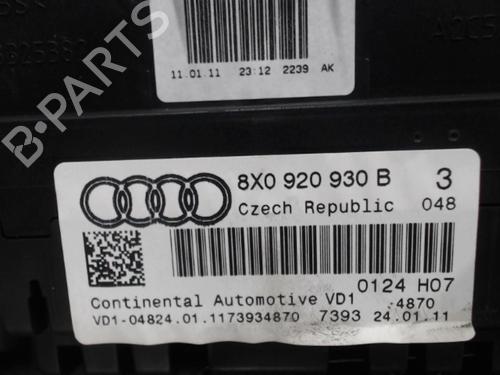 11.01.11 23:12 2239 AK
8X0 920 930 B 3
Czech Republic 048
0124 H07
Continental Automotive VD1 -4870
VD1-04824.01.1173934870 7393 24.01.11
B-PARTS